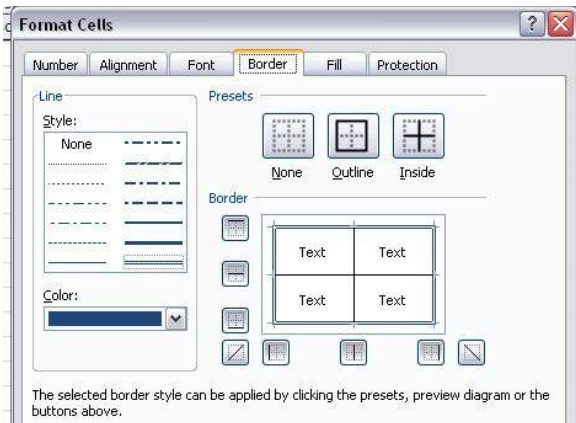 Format Cells
Number Alignment Font Border Fill Protection
Line
Style:
None
Color:
Presets
None Outline Inside
Border
Text Text
Text Text
The selected border style can be applied by clicking the presets, preview diagram or the
buttons above.